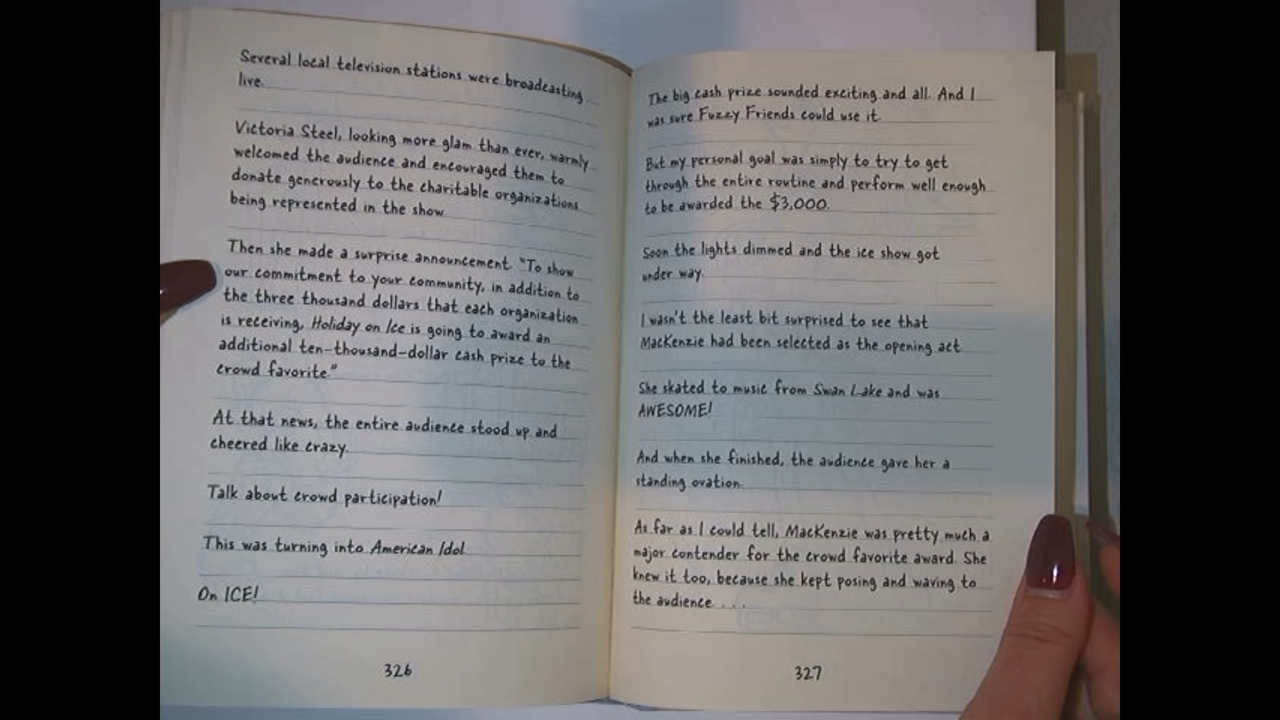 Several local television stations were broadcasting
live.
Victoria Steel, looking more glam than ever, warmly
welcomed the audience and encouraged them to
donate generously to the charitable organizations
being represented in the show.
Then she made a surprise announcement. "To show
our commitment to your community, in addition to
the three thousand dollars that each organization
is receiving, Holiday on Ice is going to award an
additional ten-thousand-dollar cash prize to the
crowd favorite."
At that news, the entire audience stood up and
cheered like crazy.
Talk about crowd participation!
This was turning into American Idol.
On ICE!
326
The big cash prize sounded exciting and all. And I
was sure Fuzzy Friends could use it.
But my personal goal was simply to try to get
through the entire routine and perform well enough
to be awarded the $3,000.
Soon the lights dimmed and the ice show got
under way.
I wasn't the least bit surprised to see that
MacKenzie had been selected as the opening act.
She skated to music from Swan Lake and was
AWESOME!
And when she finished, the audience gave her a
standing ovation.
As far as I could tell, MacKenzie was pretty much a
major contender for the crowd favorite award. She
knew it too, because she kept posing and waving to
the audience. . . .
327